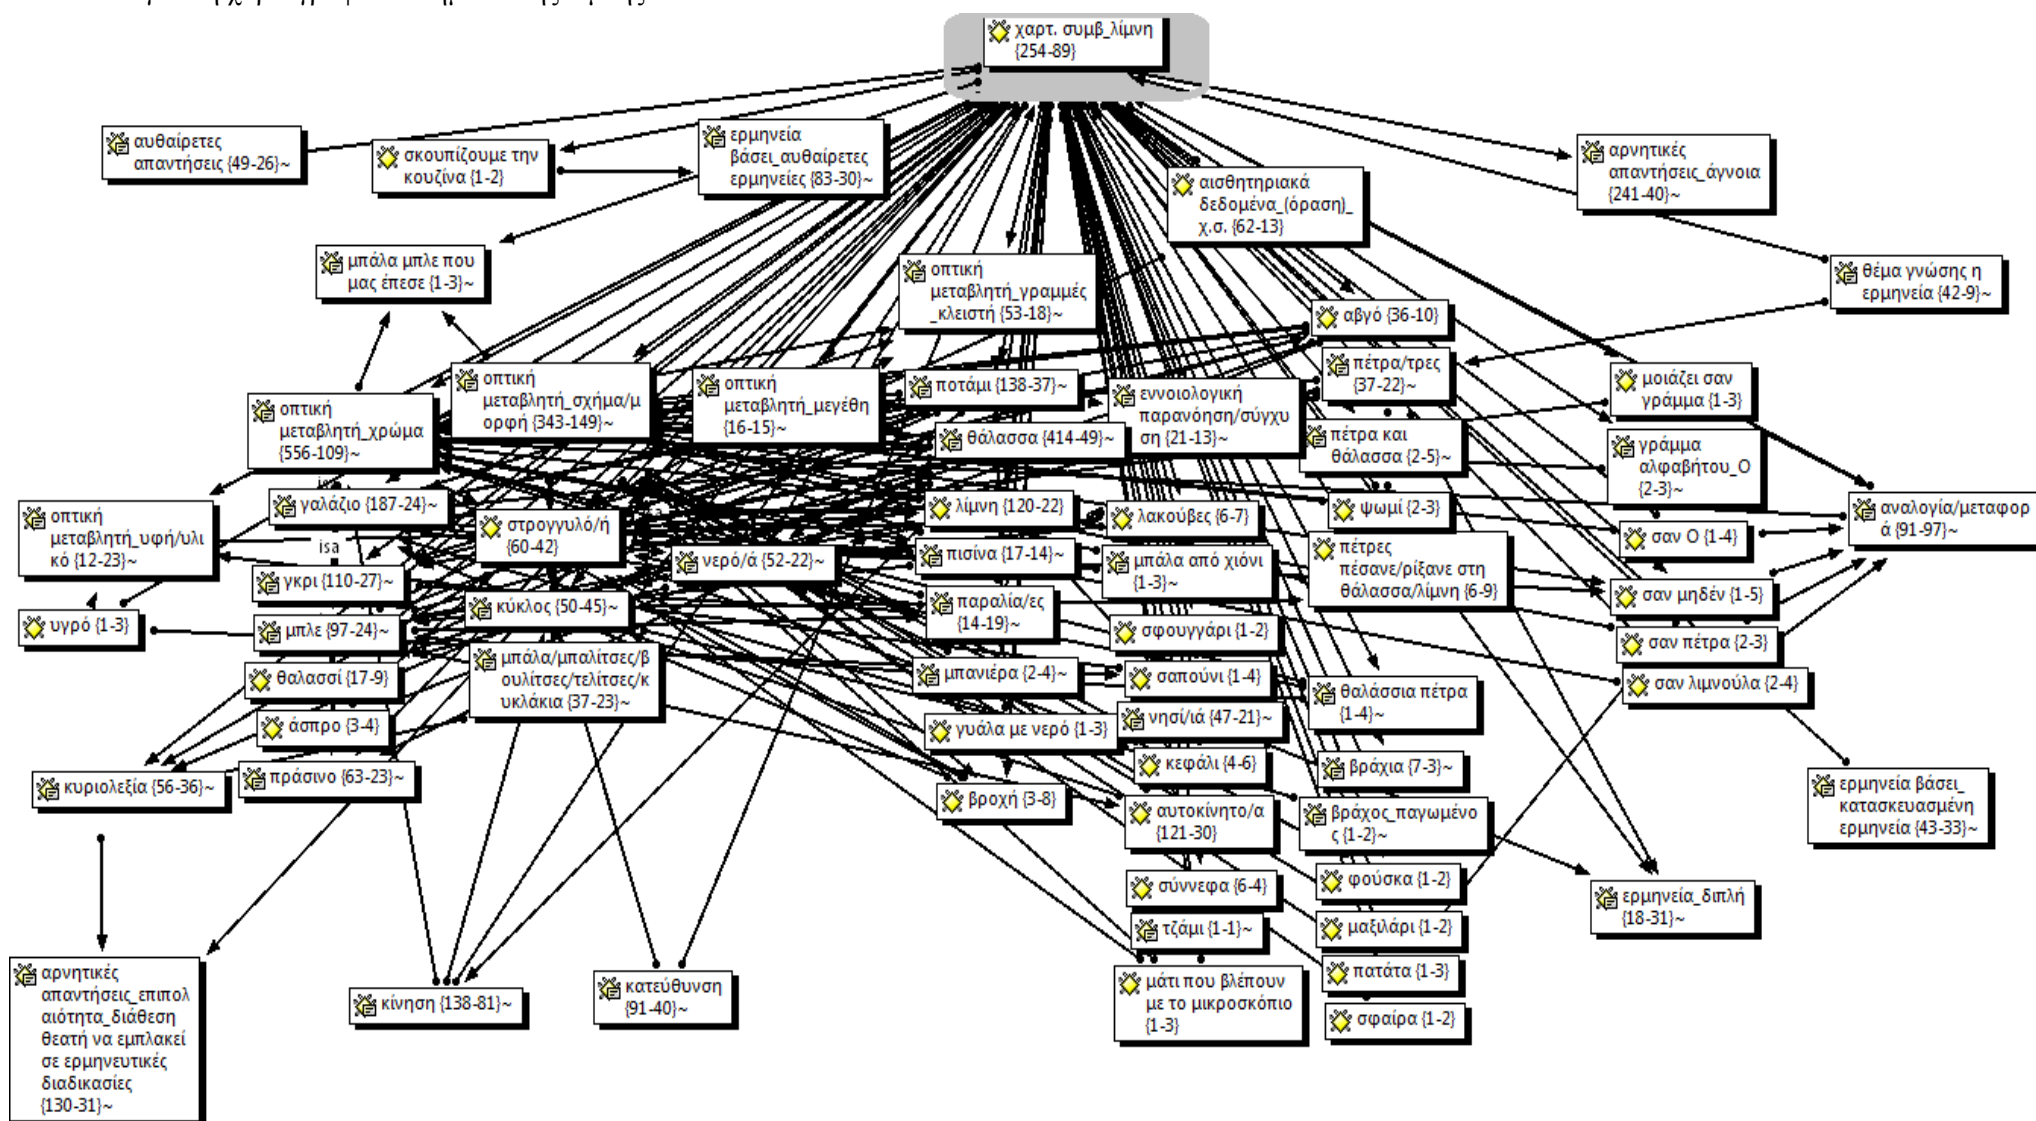 χαρτ. συμβ_λίμνη
{254-89}
αυθαίρετες
απαντήσεις {49-26}~
σκουπίζουμε την
κουζίνα {1-2}
ερμηνεία
βάσει_αυθαίρετες
ερμηνείες {83-30}~
αισθητηριακά
δεδομένα_(όραση)_
χ.σ. {62-13}
αρνητικές
απαντήσεις_άγνοια
{241-40}~
μπάλα μπλε που
μας έπεσε {1-3}~
οπτική
μεταβλητή_γραμμές
_κλειστή {53-18}~
θέμα γνώσης η
ερμηνεία {42-9}~
αβγό {36-10}
πέτρα/τρες
{37-22}~
οπτική
μεταβλητή_χρώμα
{556-109}~
οπτική
μεταβλητή_σχήμα/μ
ορφή {343-149}~
οπτική
μεταβλητή_μεγέθη
{16-15}~
ποτάμι {138-37}~
εννοιολογική
παρανόηση/σύγχυ
ση {21-13}~
μοιάζει σαν
γράμμα {1-3}
θάλασσα {414-49}~
πέτρα και
θάλασσα {2-5}~
γράμμα
αλφαβήτου_Ο
{2-3}~
οπτική
μεταβλητή_υφή/υλι
κό {12-23}~
γαλάζιο {187-24}~
στρογγυλό/ή
{60-42}
λίμνη {120-22}
λακούβες {6-7}
ψωμί {2-3}
σαν Ο {1-4}
αναλογία/μεταφορ
ά {91-97}~
isa
γκρι {110-27}~
νερό/ά {52-22}~
πισίνα {17-14}~
μπάλα από χιόνι
{1-3}~
πέτρες
πέσανε/ρίξανε στη
θάλασσα/λίμνη {6-9}
σαν μηδέν {1-5}
υγρό {1-3}
μπλε {97-24}~
κύκλος {50-45}~
παραλία/ες
{14-19}~
σφουγγάρι {1-2}
σαν πέτρα {2-3}
θαλασσί {17-9}
μπάλα/μπαλίτσες/β
ουλίτσες/τελίτσες/κ
υκλάκια {37-23}~
μπανιέρα {2-4}~
σαπούνι {1-4}
θαλάσσια πέτρα
{1-4}~
σαν λιμνούλα {2-4}
άσπρο {3-4}
γυάλα με νερό {1-3}
νησί/ιά {47-21}~
κυριολεξία {56-36}~
πράσινο {63-23}~
κεφάλι {4-6}
βράχια {7-3}~
βροχή {3-8}
αυτοκίνητο/α
{121-30}
βράχος_παγωμένο
ς {1-2}~
ερμηνεία βάσει_
κατασκευασμένη
ερμηνεία {43-33}~
σύννεφα {6-4}
φούσκα {1-2}
ερμηνεία_διπλή
{18-31}~
τζάμι {1-1}~
μαξιλάρι {1-2}
αρνητικές
απαντήσεις_επιπολ
αιότητα_διάθεση
θεατή να εμπλακεί
σε ερμηνευτικές
διαδικασίες
{130-31}~
κίνηση {138-81}~
κατεύθυνση
{91-40}~
μάτι που βλέπουν
με το μικροσκόπιο
{1-3}
πατάτα {1-3}
σφαίρα {1-2}